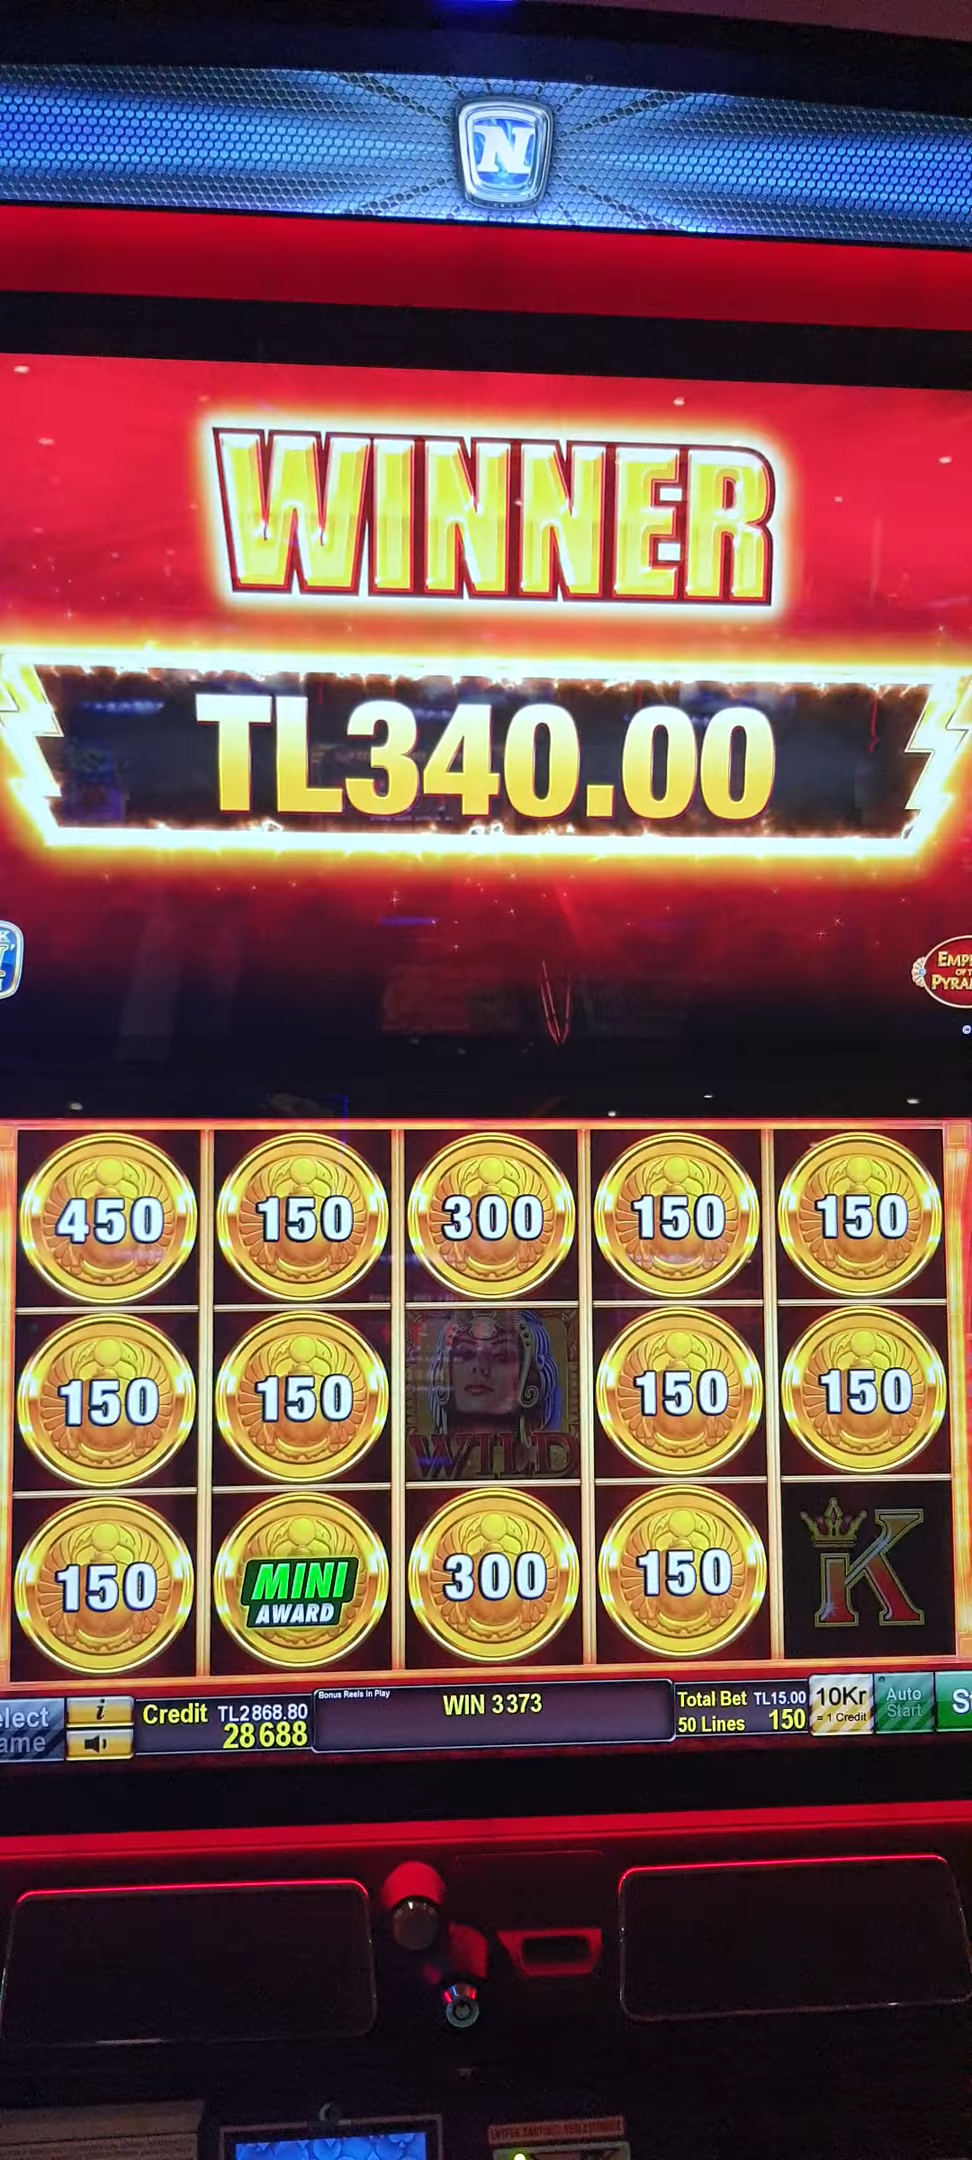 N
WINNER
TL340.00
450 150 300 150 150
150 150 WILD 150 150
150 MINI AWARD 300 150 K
i
Credit TL2868.80
28688
Bonus Reels in Play
WIN 3373
Total Bet TL15.00
50 Lines 150
10Kr
= 1 Credit
Auto
Start